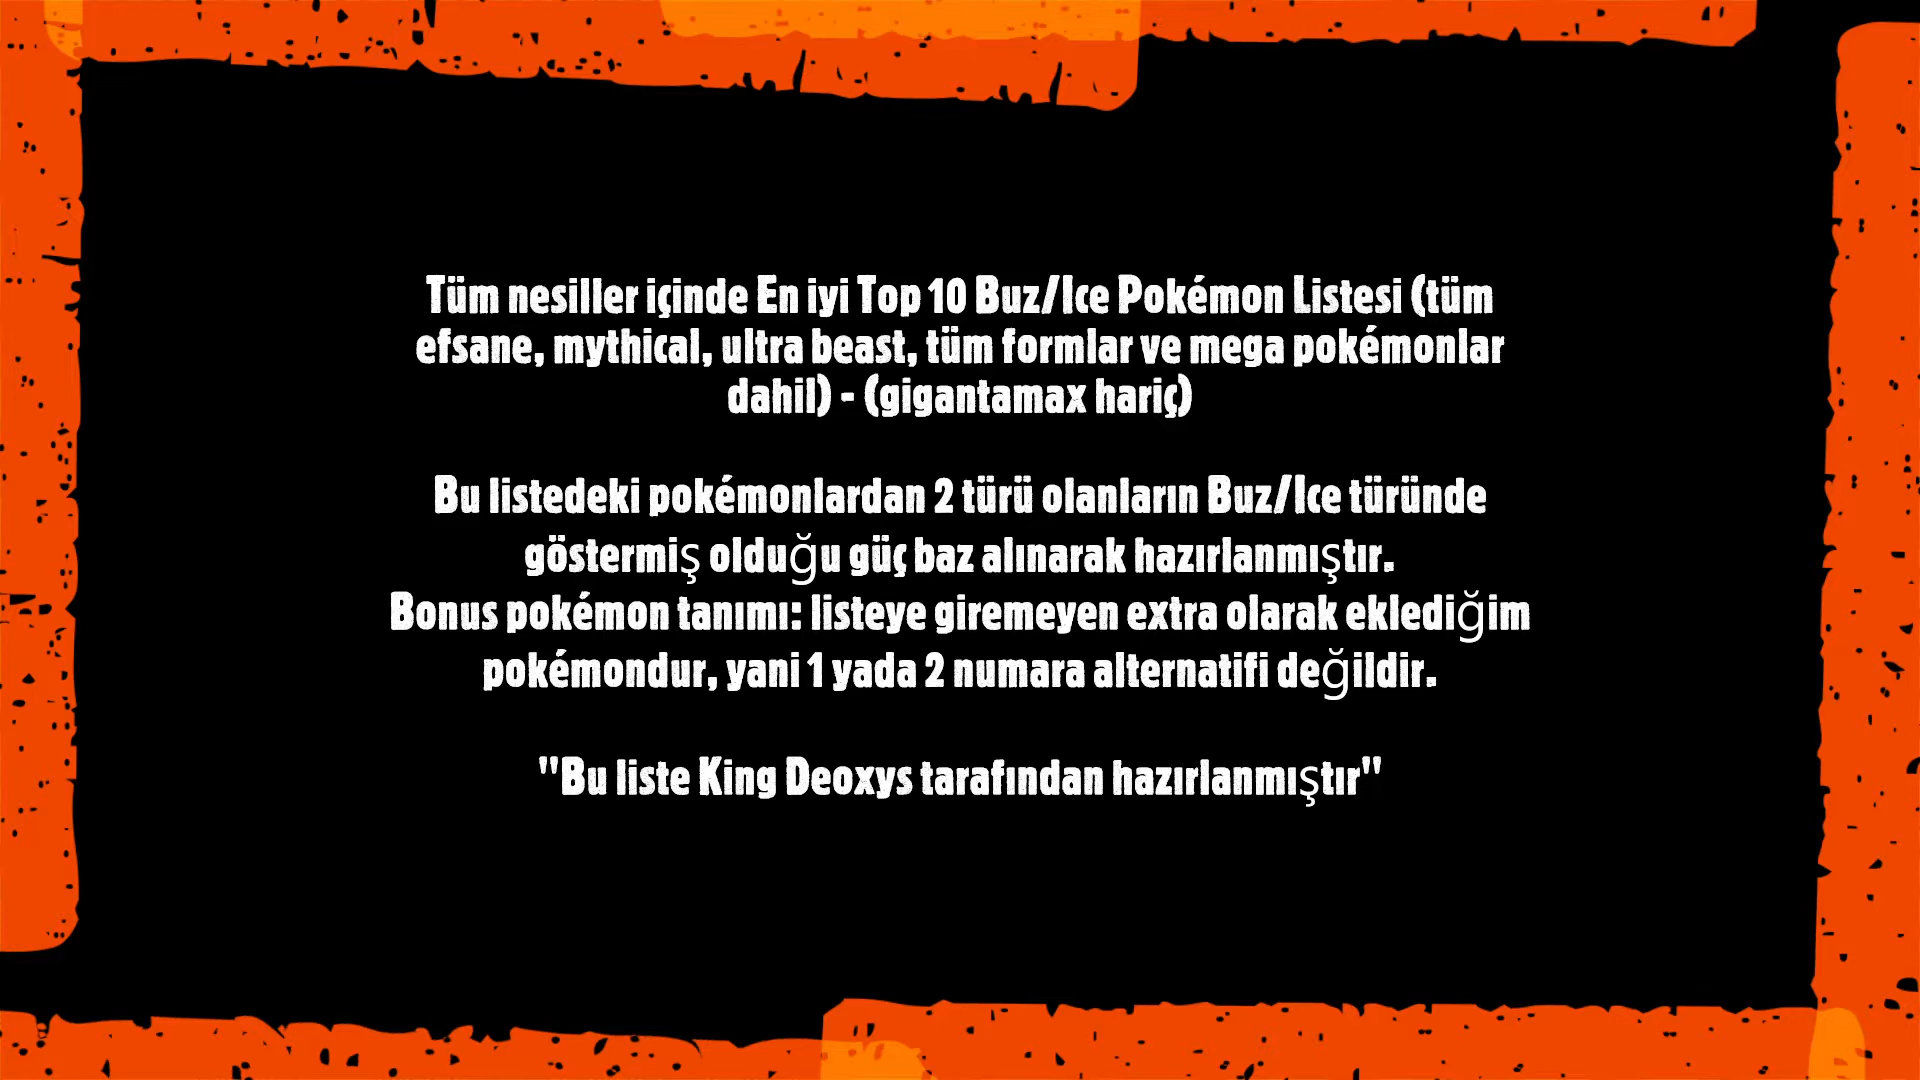 Tüm nesiller içinde En iyi Top 10 Buz/Ice Pokémon Listesi (tüm
efsane, mythical, ultra beast, tüm formlar ve mega pokémonlar
dahil) - (gigantamax hariç)
Bu listedeki pokémonlardan 2 türü olanların Buz/Ice türünde
göstermiş olduğu güç baz alınarak hazırlanmıştır.
Bonus pokémon tanımı: listeye giremeyen extra olarak eklediğim
pokémondur, yani 1 yada 2 numara alternatifi değildir.
"Bu liste King Deoxys tarafından hazırlanmıştır"